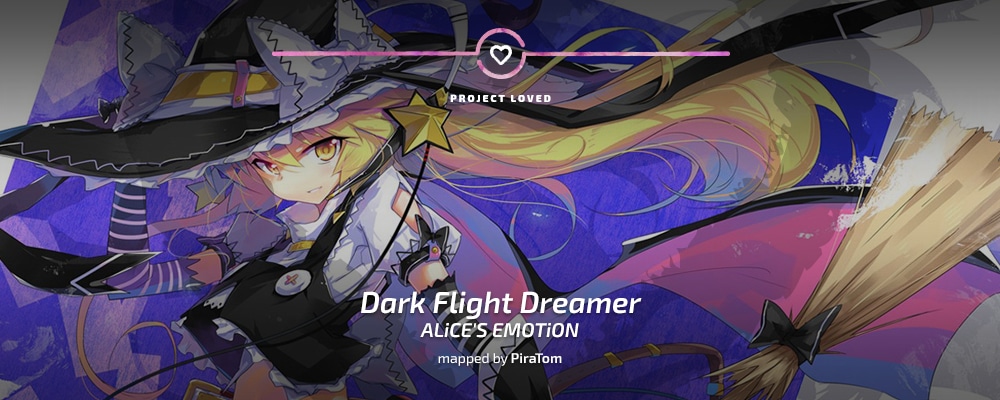 PROJECT LOVED
Dark Flight Dreamer
ALiCE'S EMOTiON
mapped by PiraTom